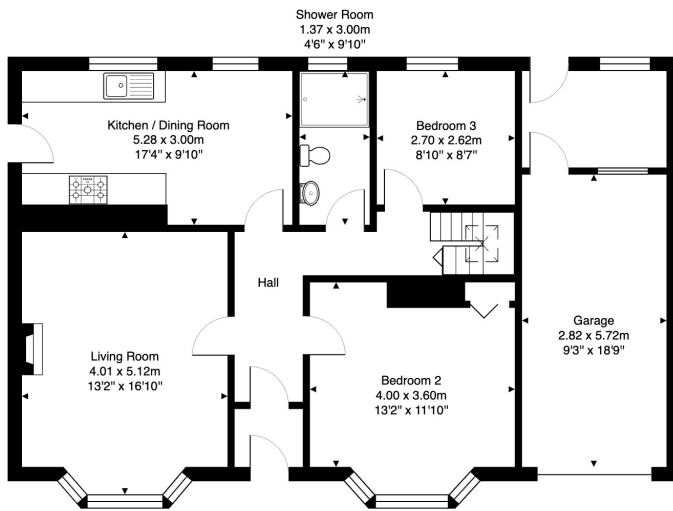 Shower Room
1.37 x 3.00m
4'6" x 9'10"
Kitchen / Dining Room
5.28 x 3.00m
17'4" x 9'10"
Bedroom 3
2.70 x 2.62m
8'10" x 8'7"
Hall
Living Room
4.01 x 5.12m
13'2" x 16'10"
Bedroom 2
4.00 x 3.60m
13'2" x 11'10"
Garage
2.82 x 5.72m
9'3" x 18'9"